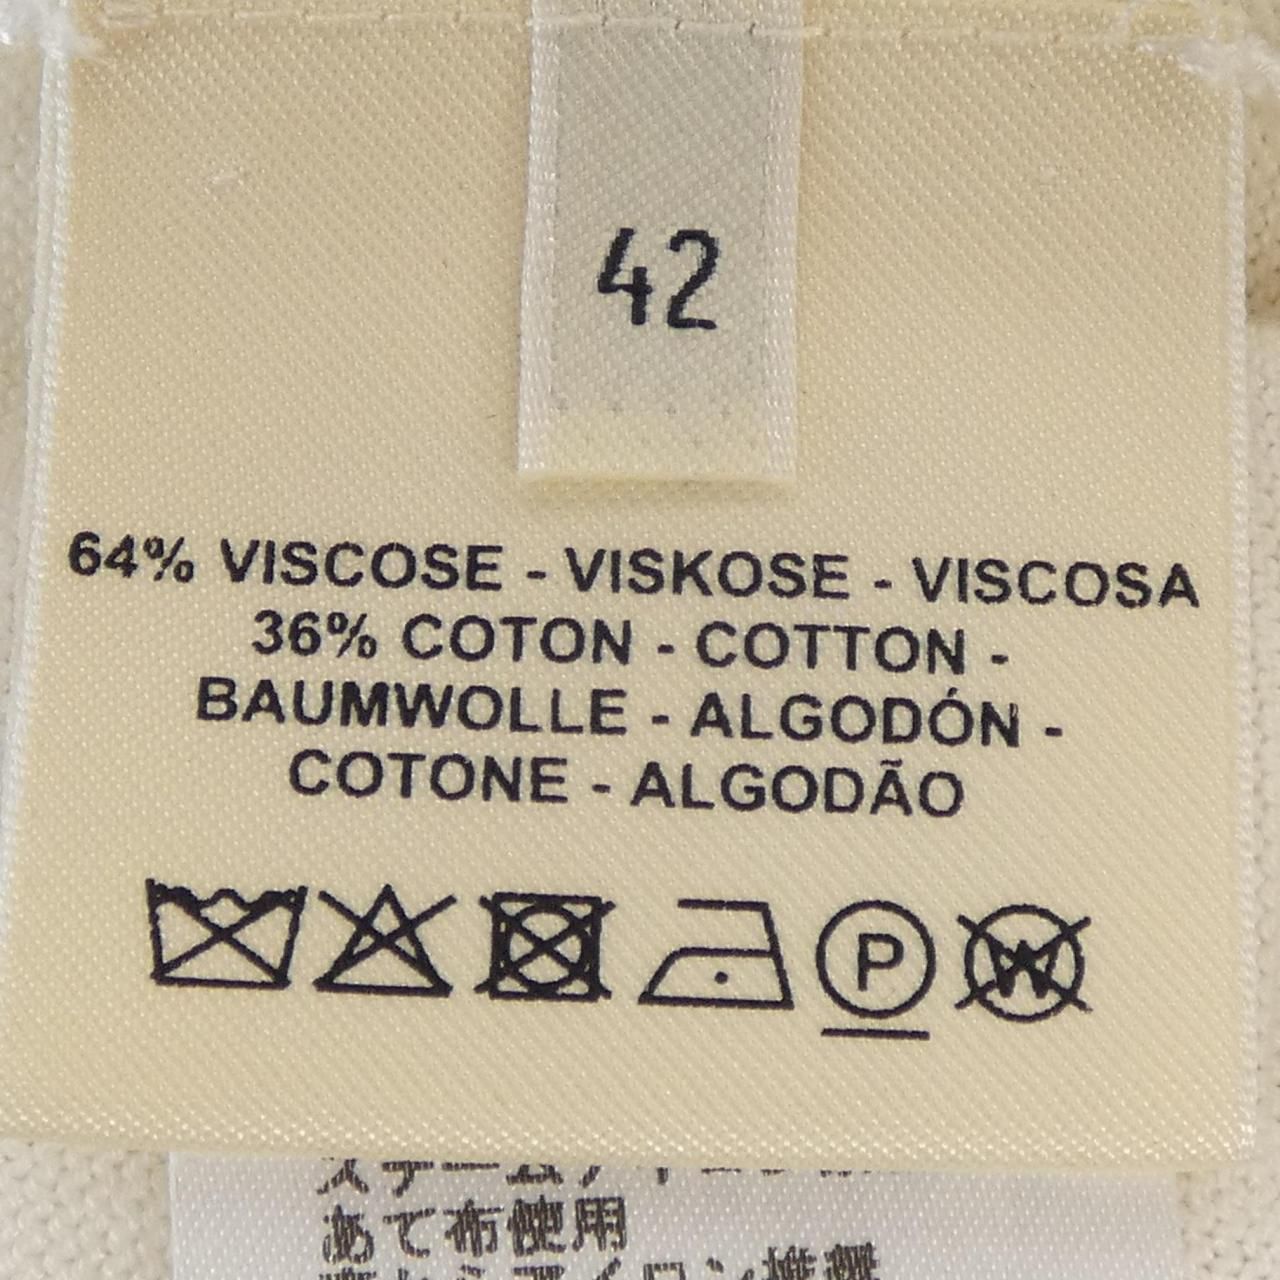 42
64% VISCOSE - VISKOSE - VISCOSA
36% COTON - COTTON -
BAUMWOLLE - ALGODÓN -
COTONE - ALGODÃO
P W
あて布使用